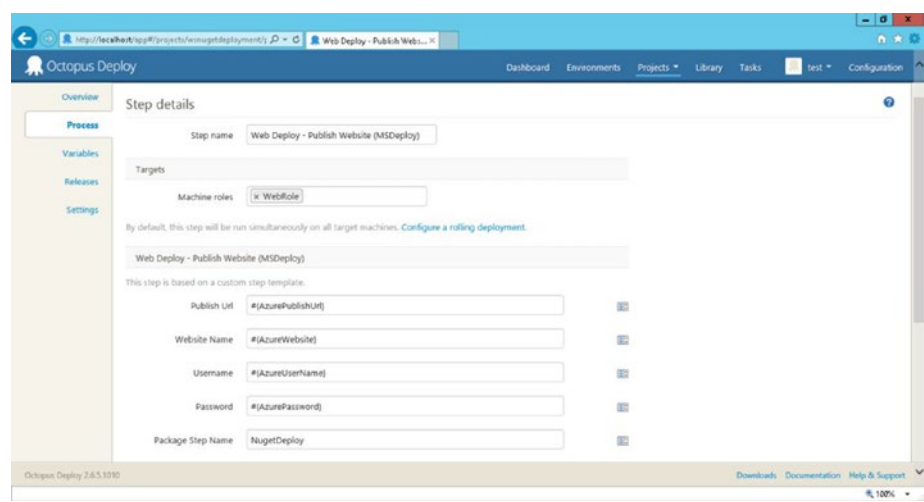 http://localhost/app#/projects/wsnugetdeployment/
Web Deploy - Publish Webs...
Octopus Deploy
Dashboard Environments Projects Library Tasks test Configuration
Overview
Process
Variables
Releases
Settings
Step details
Step name Web Deploy - Publish Website (MSDeploy)
Targets
Machine roles × WebRole
By default, this step will be run simultaneously on all target machines. Configure a rolling deployment.
Web Deploy - Publish Website (MSDeploy)
This step is based on a custom step template.
Publish Url #{AzurePublishUrl}
Website Name #{AzureWebsite}
Username #{AzureUserName}
Password #{AzurePassword}
Package Step Name NugetDeploy
Octopus Deploy 2.6.5.1010
Downloads Documentation Help & Support
100%